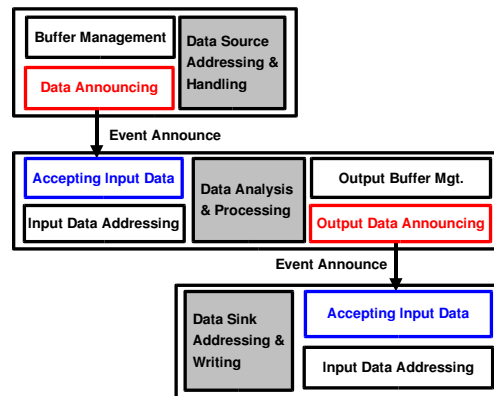 Buffer Management
Data Announcing
Data Source
Addressing &
Handling
Event Announce
Accepting Input Data
Input Data Addressing
Data Analysis
& Processing
Output Buffer Mgt.
Output Data Announcing
Event Announce
Data Sink
Addressing &
Writing
Accepting Input Data
Input Data Addressing